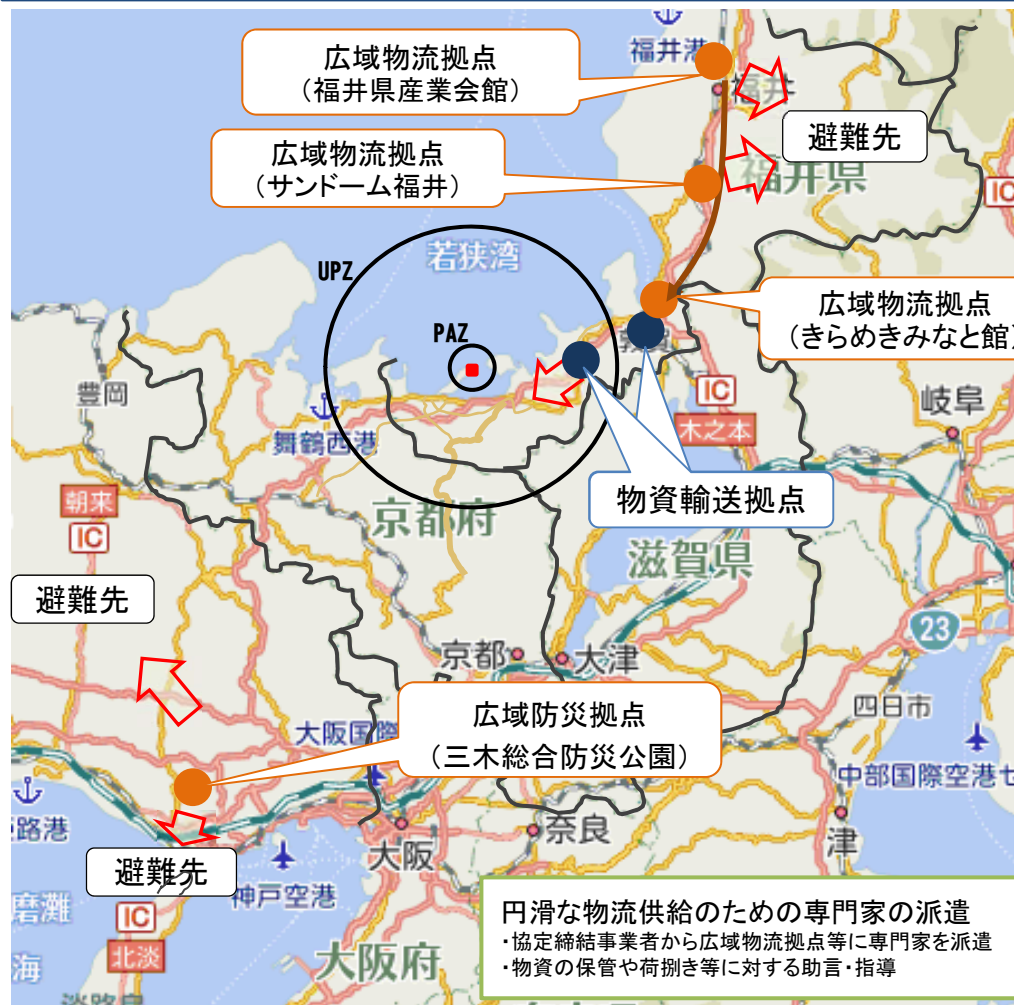 福井港
広域物流拠点
(福井県産業会館)
福井
避難先
広域物流拠点
(サンドーム福井)
福井県
IC
若狭湾
UPZ
広域物流拠点
(きらめきみなと館)
PAZ
敦賀
豊岡
IC
木之本
岐阜
舞鶴西港
朝来
IC
京都府
物資輸送拠点
滋賀県
避難先
23
京都
大津
広域防災拠点
(三木総合防災公園)
大阪国際
四日市
中部国際空港セ
路港
奈良
津
大阪
避難先
神戸空港
磨灘
IC
北淡
海
大阪府
淡路島
円滑な物流供給のための専門家の派遣
・協定締結事業者から広域物流拠点等に専門家を派遣
・物資の保管や荷捌き等に対する助言・指導